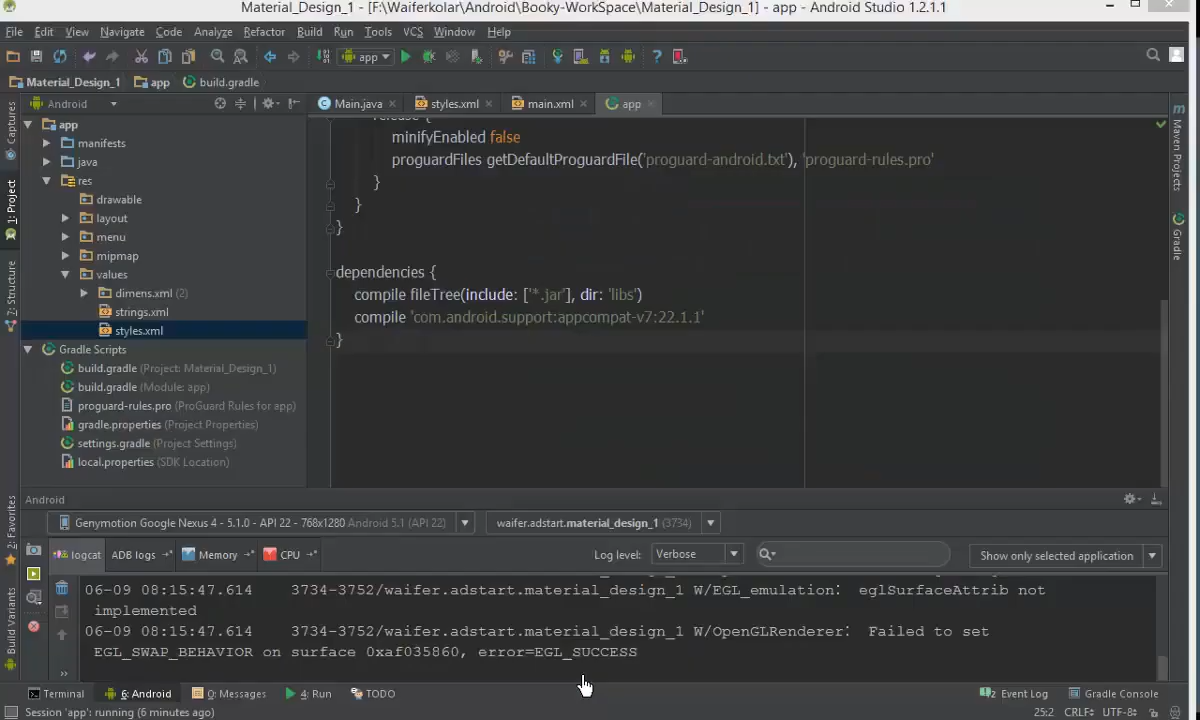 Material_Design_1 - [F:\Waiferkolar\Android\Booky-WorkSpace\Material_Design_1] - app - Android Studio 1.2.1.1
File Edit View Navigate Code Analyze Refactor Build Run Tools VCS Window Help
app
Material_Design_1 app build.gradle
Android
Main.java styles.xml main.xml app
Captures
1: Project
7: Structure
2: Favorites
Build Variants
app
manifests
java
res
drawable
layout
menu
mipmap
values
dimens.xml (2)
strings.xml
styles.xml
Gradle Scripts
build.gradle (Project: Material_Design_1)
build.gradle (Module: app)
proguard-rules.pro (ProGuard Rules for app)
gradle.properties (Project Properties)
settings.gradle (Project Settings)
local.properties (SDK Location)
release {
minifyEnabled false
proguardFiles getDefaultProguardFile('proguard-android.txt'), 'proguard-rules.pro'
}
}
}
dependencies {
compile fileTree(include: ['*.jar'], dir: 'libs')
compile 'com.android.support:appcompat-v7:22.1.1'
}
m Maven Projects
Gradle
Android
Genymotion Google Nexus 4 - 5.1.0 - API 22 - 768x1280 Android 5.1 (API 22)
waifer.adstart.material_design_1 (3734)
logcat ADB logs Memory CPU
Log level: Verbose
Show only selected application
06-09 08:15:47.614 3734-3752/waifer.adstart.material_design_1 W/EGL_emulation: eglSurfaceAttrib not
implemented
06-09 08:15:47.614 3734-3752/waifer.adstart.material_design_1 W/OpenGLRenderer: Failed to set
EGL_SWAP_BEHAVIOR on surface 0xaf035860, error=EGL_SUCCESS
Terminal 6: Android 0: Messages 4: Run TODO
2 Event Log Gradle Console
Session 'app': running (6 minutes ago)
25:2 CRLF UTF-8